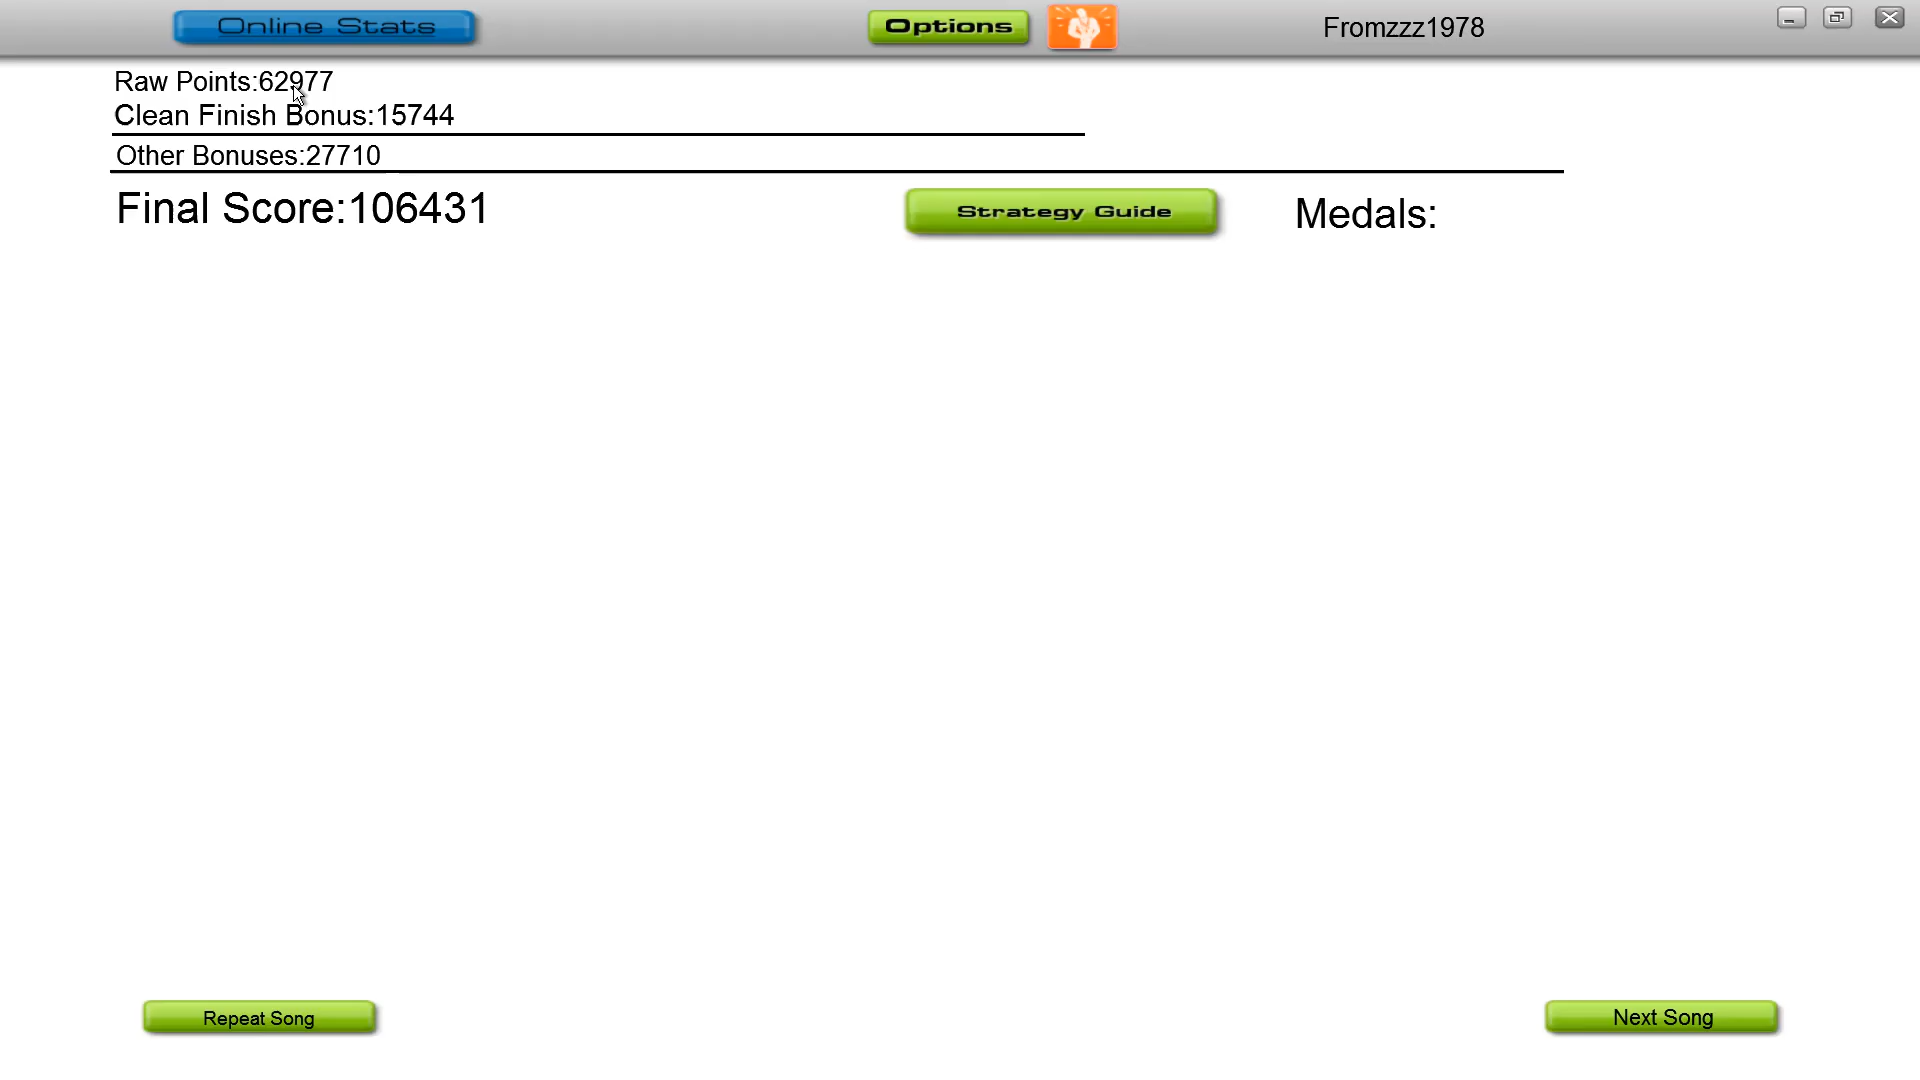 Online Stats
Options
Fromzzz1978
Raw Points:62977
Clean Finish Bonus:15744
Other Bonuses:27710
Final Score:106431
Strategy Guide
Medals:
Repeat Song
Next Song